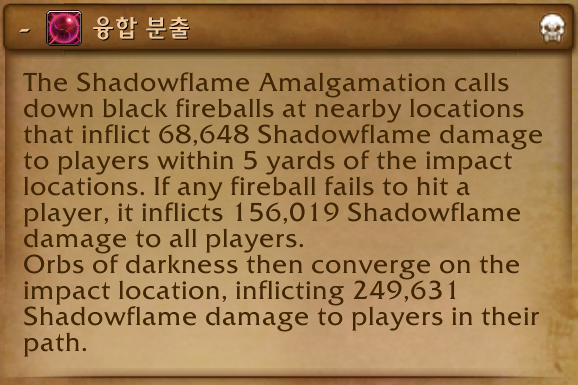 - 융합 분출
The Shadowflame Amalgamation calls
down black fireballs at nearby locations
that inflict 68,648 Shadowflame damage
to players within 5 yards of the impact
locations. If any fireball fails to hit a
player, it inflicts 156,019 Shadowflame
damage to all players.
Orbs of darkness then converge on the
impact location, inflicting 249,631
Shadowflame damage to players in their
path.